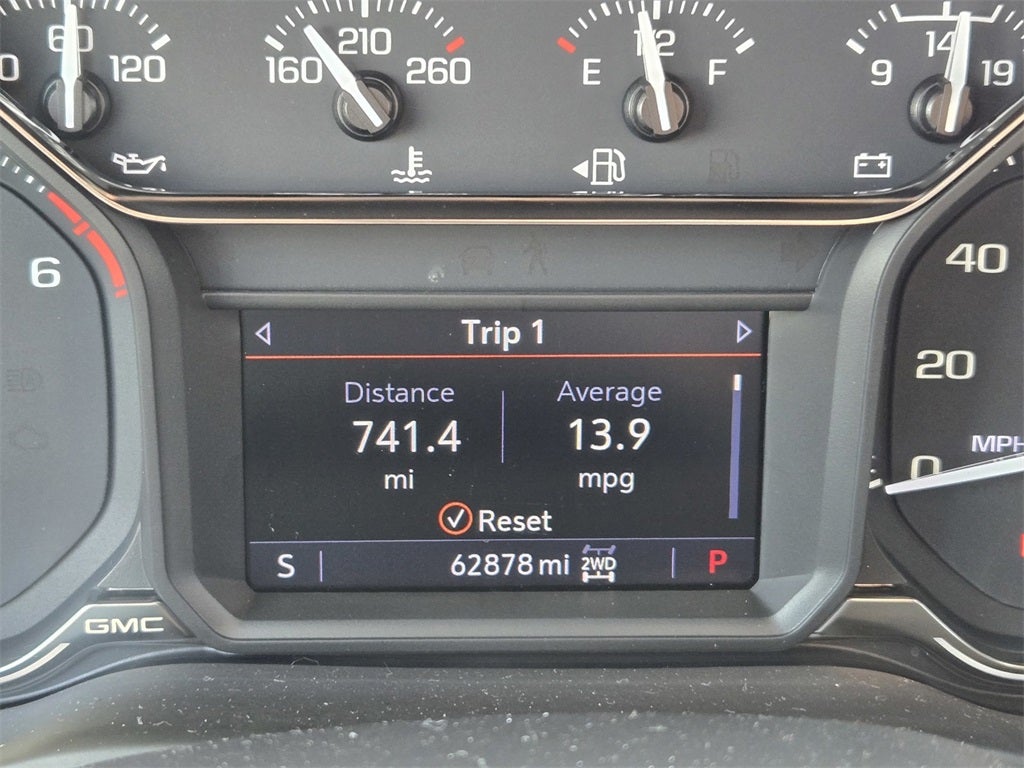 0 60 120
160 210 260
E 1/2 F
9 14 19
6
40
20
0
MPH
Trip 1
Distance Average
741.4 13.9
mi mpg
Reset
S 62878 mi 2WD P
GMC